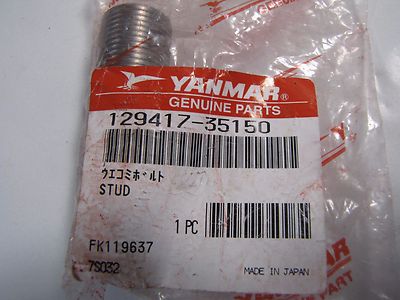 YANMAR®
GENUINE PARTS
129417-35150
ウエコミボルト
STUD
1 PC
FK119637
7S032
MADE IN JAPAN